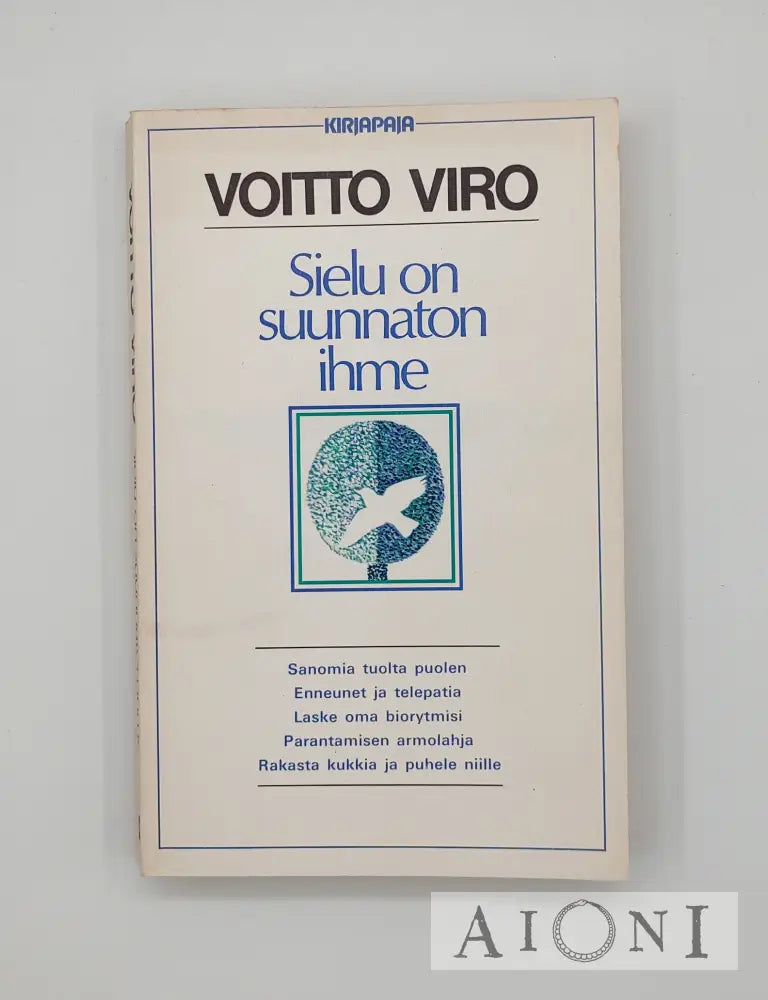 KIRJAPAJA
VOITTO VIRO
Sielu on
suunnaton
ihme
Sanomia tuolta puolen
Enneunet ja telepatia
Laske oma biorytmisi
Parantamisen armolahja
Rakasta kukkia ja puhele niille
AIONI